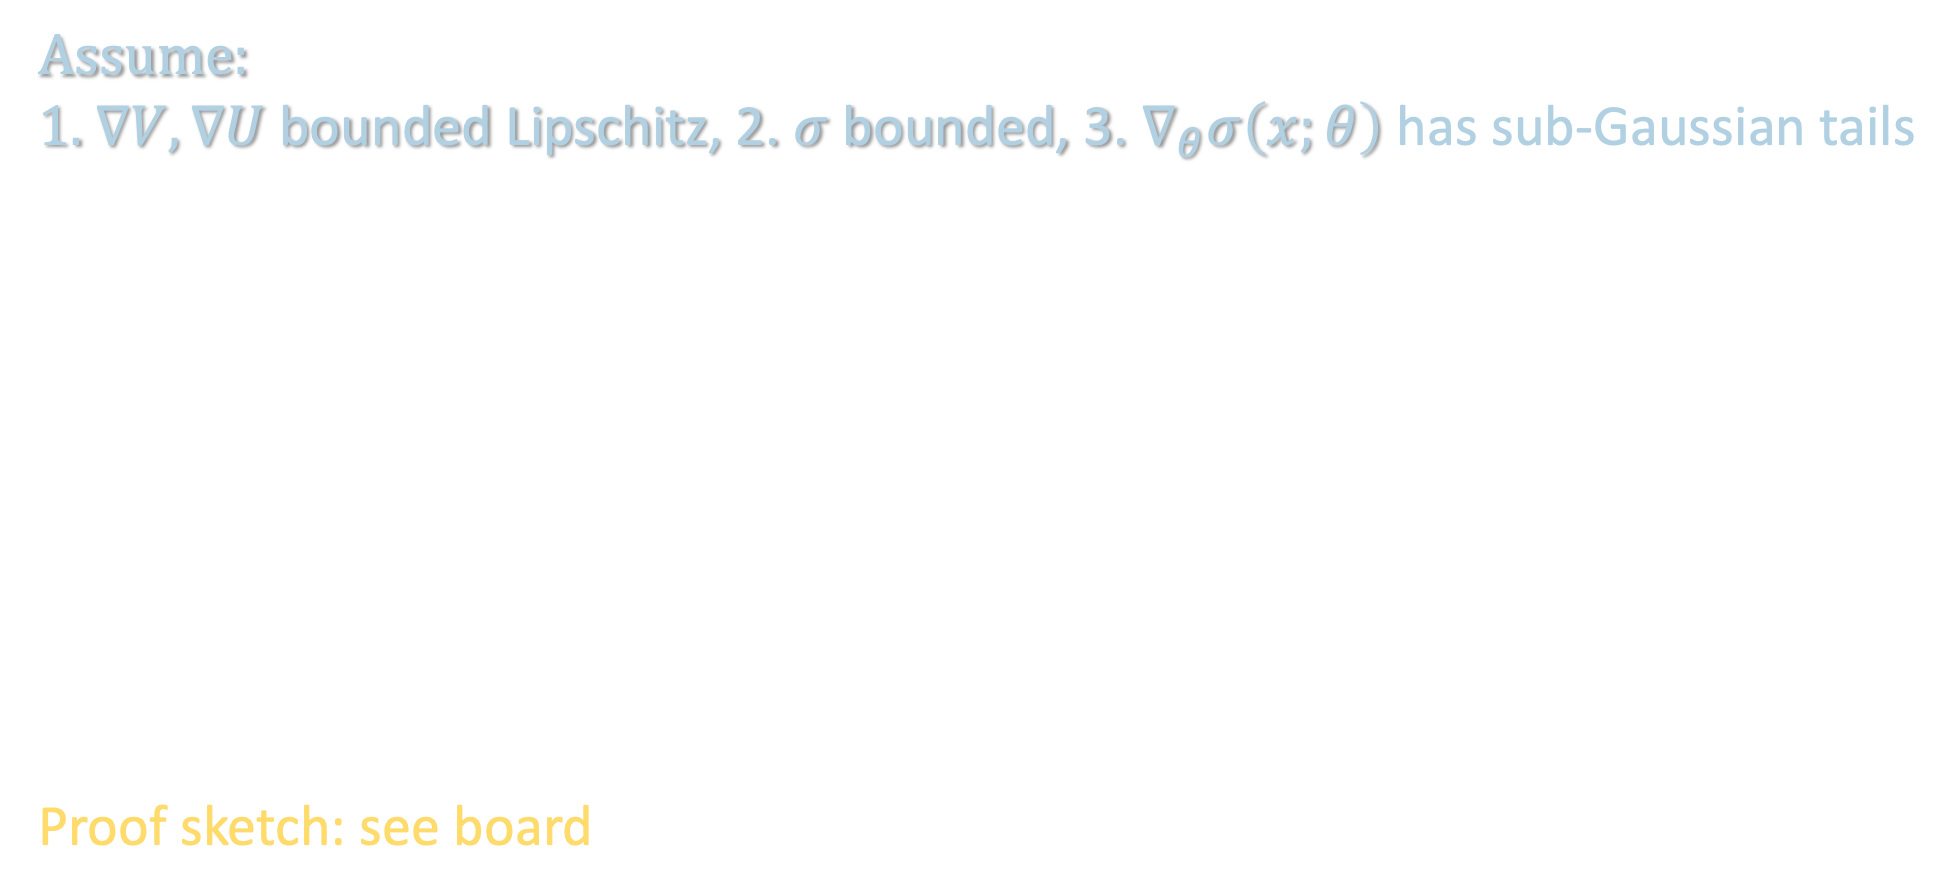 Assume:
1. ∇V, ∇U bounded Lipschitz, 2. σ bounded, 3. ∇_θσ(x; θ) has sub-Gaussian tails
Proof sketch: see board